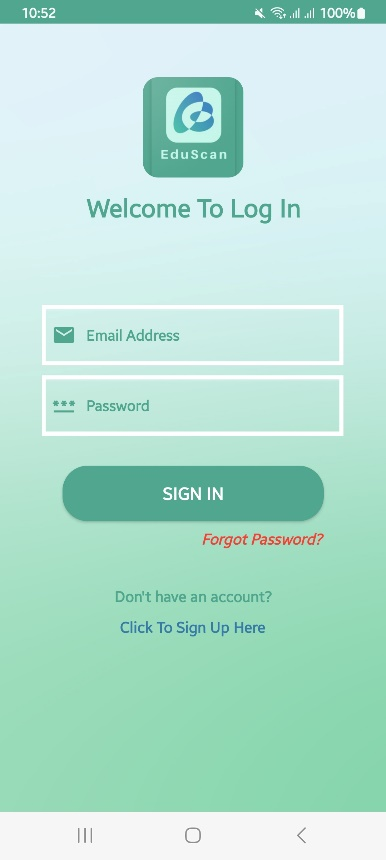 10:52
100%
EduScan
Welcome To Log In
Email Address
Password
SIGN IN
Forgot Password?
Don't have an account?
Click To Sign Up Here